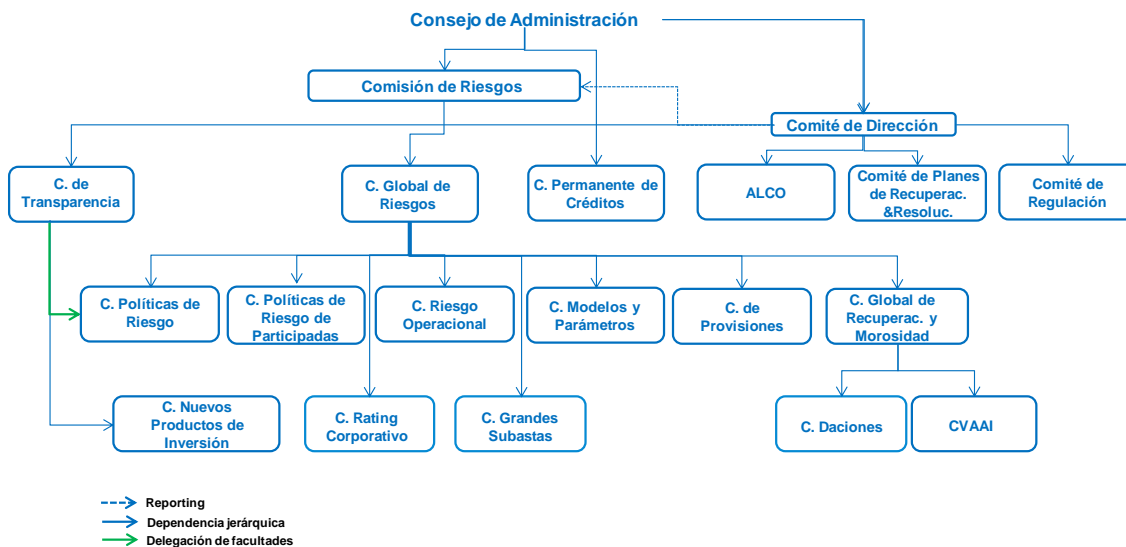 Consejo de Administración
Comisión de Riesgos
Comité de Dirección
C. de
Transparencia
C. Global de
Riesgos
C. Permanente de
Créditos
ALCO
Comité de Planes
de Recuperac.
&Resoluc.
Comité de
Regulación
C. Políticas de
Riesgo
C. Políticas de
Riesgo de
Participadas
C. Riesgo
Operacional
C. Modelos y
Parámetros
C. de
Provisiones
C. Global de
Recuperac. y
Morosidad
C. Nuevos
Productos de
Inversión
C. Rating
Corporativo
C. Grandes
Subastas
C. Daciones
CVAAI
Reporting
Dependencia jerárquica
Delegación de facultades